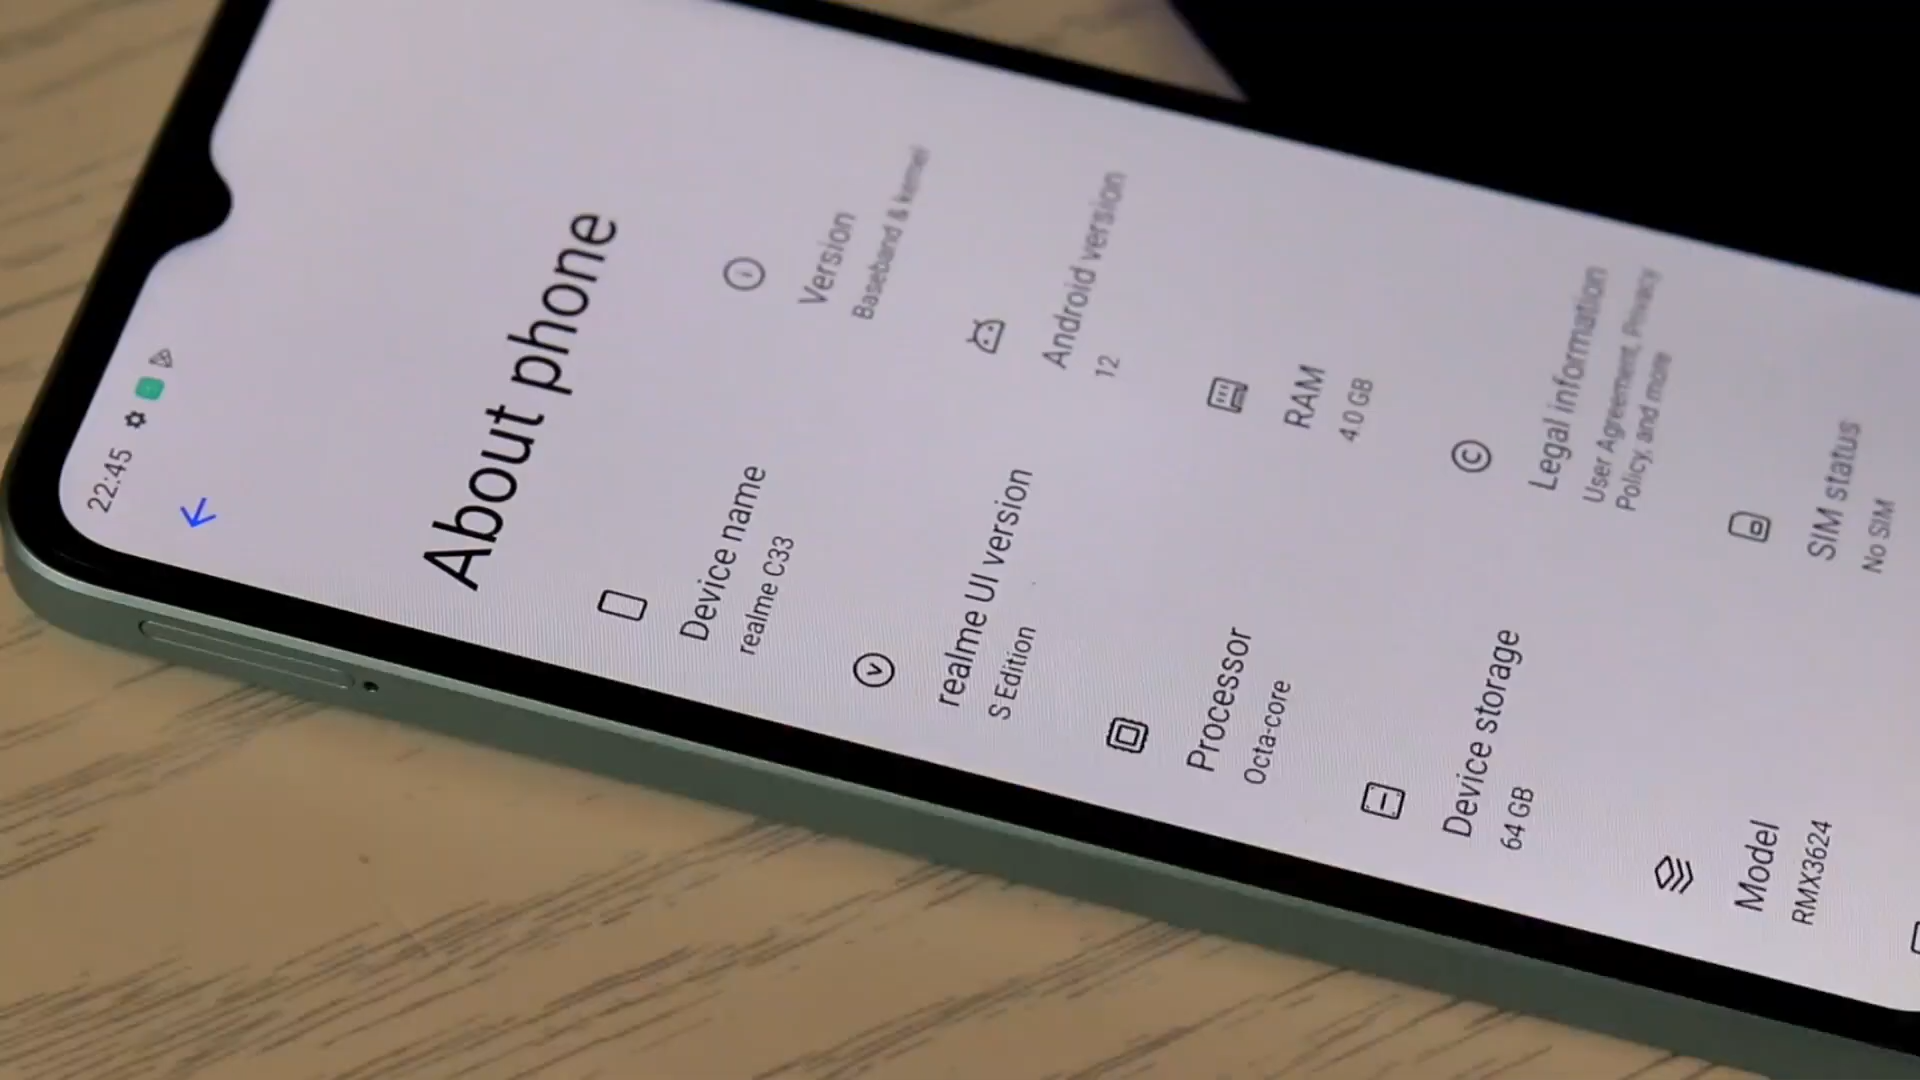 22:45
About phone
Device name
realme C33
Version
Baseband & kernel
realme UI version
S Edition
Android version
12
Processor
Octa-core
RAM
4.0 GB
Device storage
64 GB
Legal information
User Agreement, Privacy
Policy, and more
Model
RMX3624
SIM status
No SIM